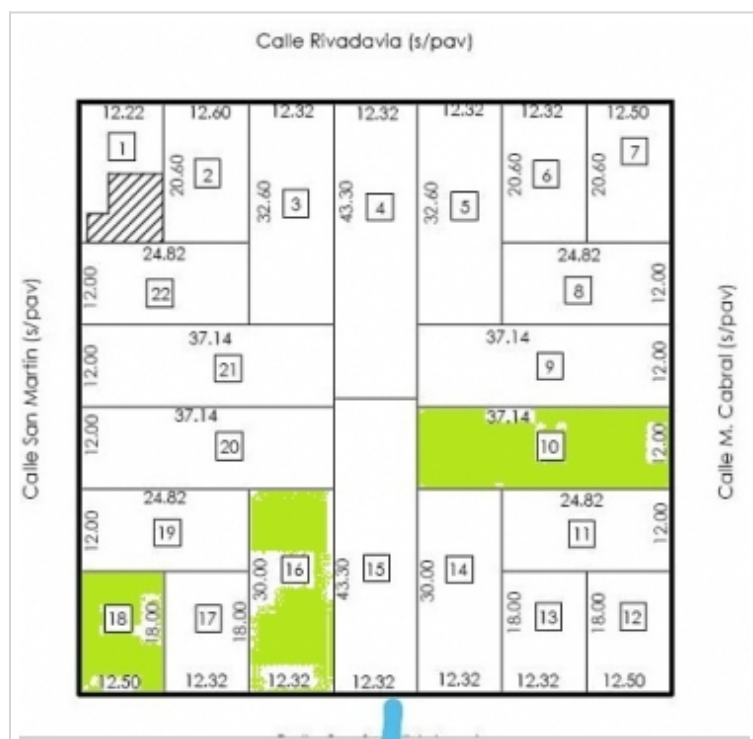 Calle Rivadavia (s/pav)
12.22 12.60 12.32 12.32 12.32 12.32 12.50
1 2 3 4 5 6 7
20.60 32.60 43.30 32.60 20.60 20.60
24.82 24.82
12.00 22 8 12.00
37.14 37.14
12.00 21 9 12.00
37.14 37.14
12.00 20 10 12.00
24.82 24.82
12.00 19 11 12.00
16 15 14
30.00 43.30 30.00
18 17 13 12
18.00 18.00 18.00 18.00
12.50 12.32 12.32 12.32 12.32 12.32 12.50
Calle San Martín (s/pav)
Calle M. Cabral (s/pav)